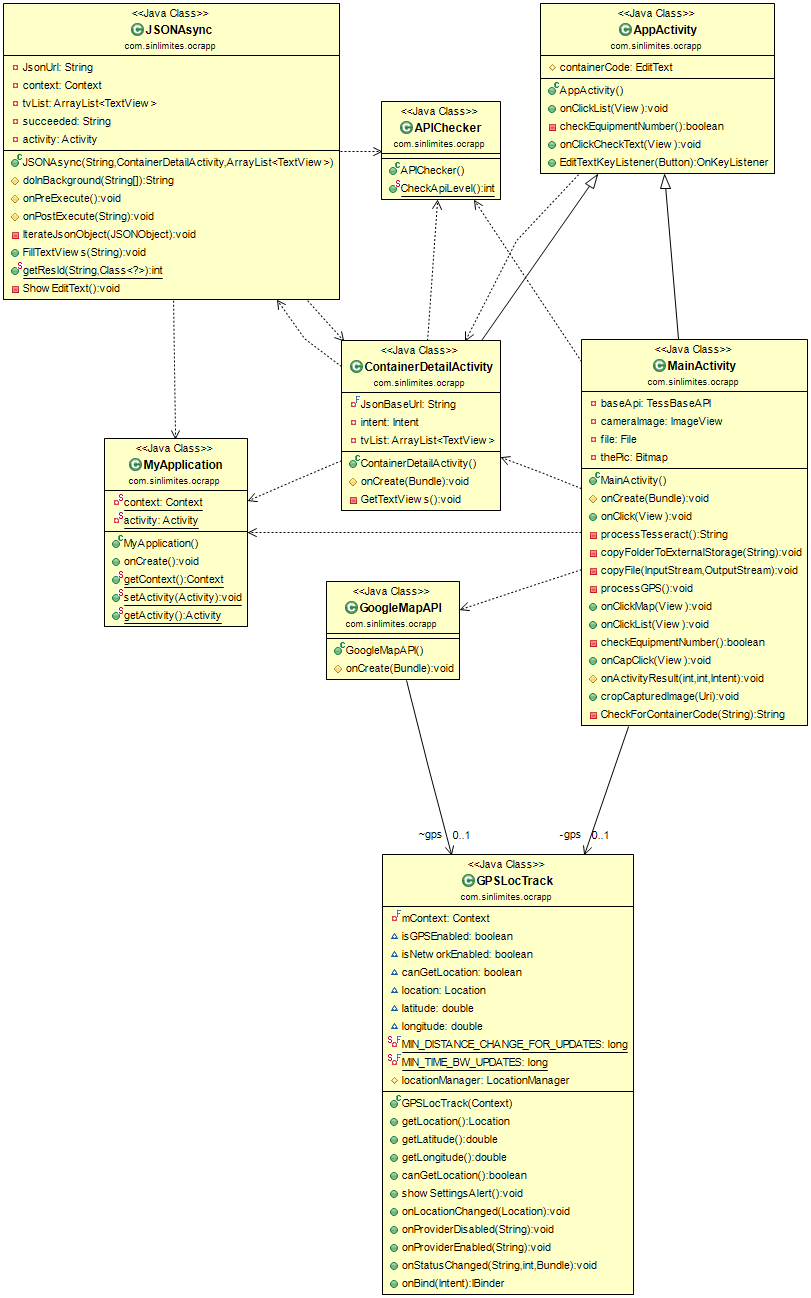 <<Java Class>>
JSONAsync
com.sinlimites.ocrapp
JsonUrl: String
context: Context
tvList: ArrayList<TextView>
succeeded: String
activity: Activity
JSONAsync(String,ContainerDetailActivity,ArrayList<TextView>)
doInBackground(String[]):String
onPreExecute():void
onPostExecute(String):void
IterateJsonObject(JSONObject):void
FillTextViews(String):void
getResId(String,Class<?>):int
ShowEditText():void
<<Java Class>>
APIChecker
com.sinlimites.ocrapp
APIChecker()
CheckApiLevel():int
<<Java Class>>
AppActivity
com.sinlimites.ocrapp
containerCode: EditText
AppActivity()
onClickList(View):void
checkEquipmentNumber():boolean
onClickCheckText(View):void
EditTextKeyListener(Button):OnKeyListener
<<Java Class>>
ContainerDetailActivity
com.sinlimites.ocrapp
JsonBaseUrl: String
intent: Intent
tvList: ArrayList<TextView>
ContainerDetailActivity()
onCreate(Bundle):void
GetTextViews():void
<<Java Class>>
MainActivity
com.sinlimites.ocrapp
baseApi: TessBaseAPI
cameraImage: ImageView
file: File
thePic: Bitmap
MainActivity()
onCreate(Bundle):void
onClick(View):void
processTesseract():String
copyFolderToExternalStorage(String):void
copyFile(InputStream,OutputStream):void
processGPS():void
onClickMap(View):void
onClickList(View):void
checkEquipmentNumber():boolean
onCapClick(View):void
onActivityResult(int,int,Intent):void
cropCapturedImage(Uri):void
CheckForContainerCode(String):String
<<Java Class>>
MyApplication
com.sinlimites.ocrapp
context: Context
activity: Activity
MyApplication()
onCreate():void
getContext():Context
setActivity(Activity):void
getActivity():Activity
<<Java Class>>
GoogleMapAPI
com.sinlimites.ocrapp
GoogleMapAPI()
onCreate(Bundle):void
~gps 0..1
-gps 0..1
<<Java Class>>
GPSLocTrack
com.sinlimites.ocrapp
mContext: Context
isGPSEnabled: boolean
isNetworkEnabled: boolean
canGetLocation: boolean
location: Location
latitude: double
longitude: double
MIN_DISTANCE_CHANGE_FOR_UPDATES: long
MIN_TIME_BW_UPDATES: long
locationManager: LocationManager
GPSLocTrack(Context)
getLocation():Location
getLatitude():double
getLongitude():double
canGetLocation():boolean
showSettingsAlert():void
onLocationChanged(Location):void
onProviderDisabled(String):void
onProviderEnabled(String):void
onStatusChanged(String,int,Bundle):void
onBind(Intent):IBinder